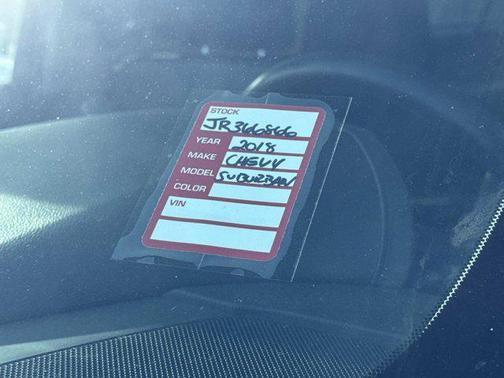 STOCK
JR366866
YEAR 2018
MAKE CHEVY
MODEL SUBURBAN
COLOR
VIN